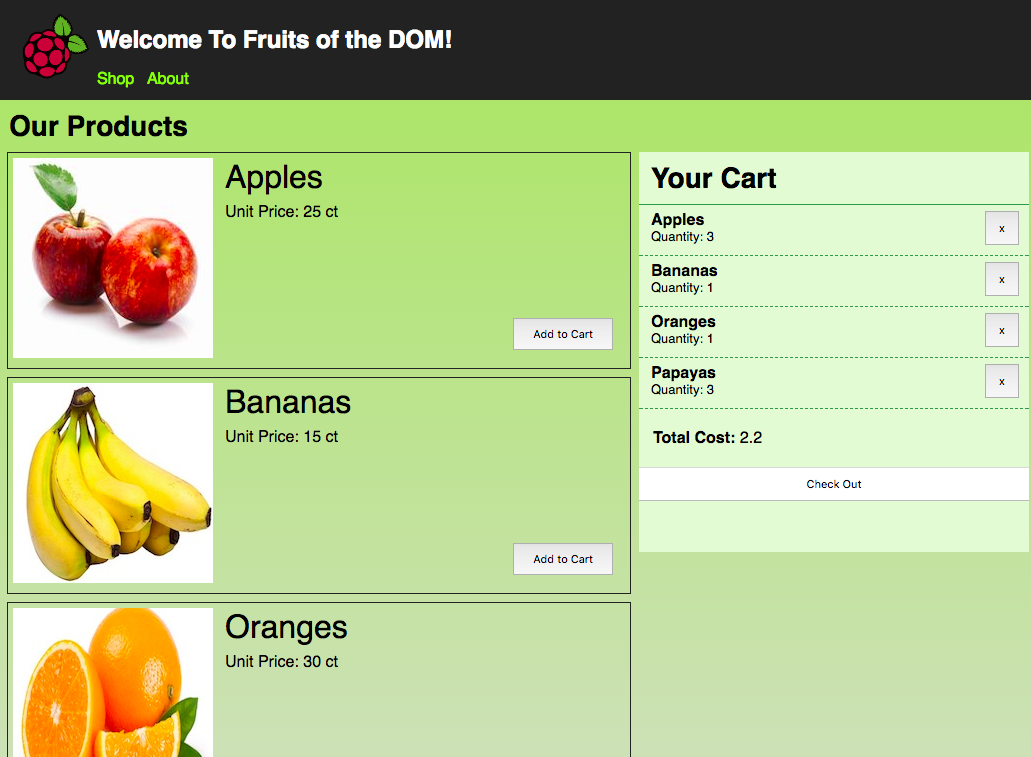 Welcome To Fruits of the DOM!
Shop About
Our Products
Apples
Unit Price: 25 ct
Add to Cart
Bananas
Unit Price: 15 ct
Add to Cart
Oranges
Unit Price: 30 ct
Your Cart
Apples
Quantity: 3
x
Bananas
Quantity: 1
x
Oranges
Quantity: 1
x
Papayas
Quantity: 3
x
Total Cost: 2.2
Check Out